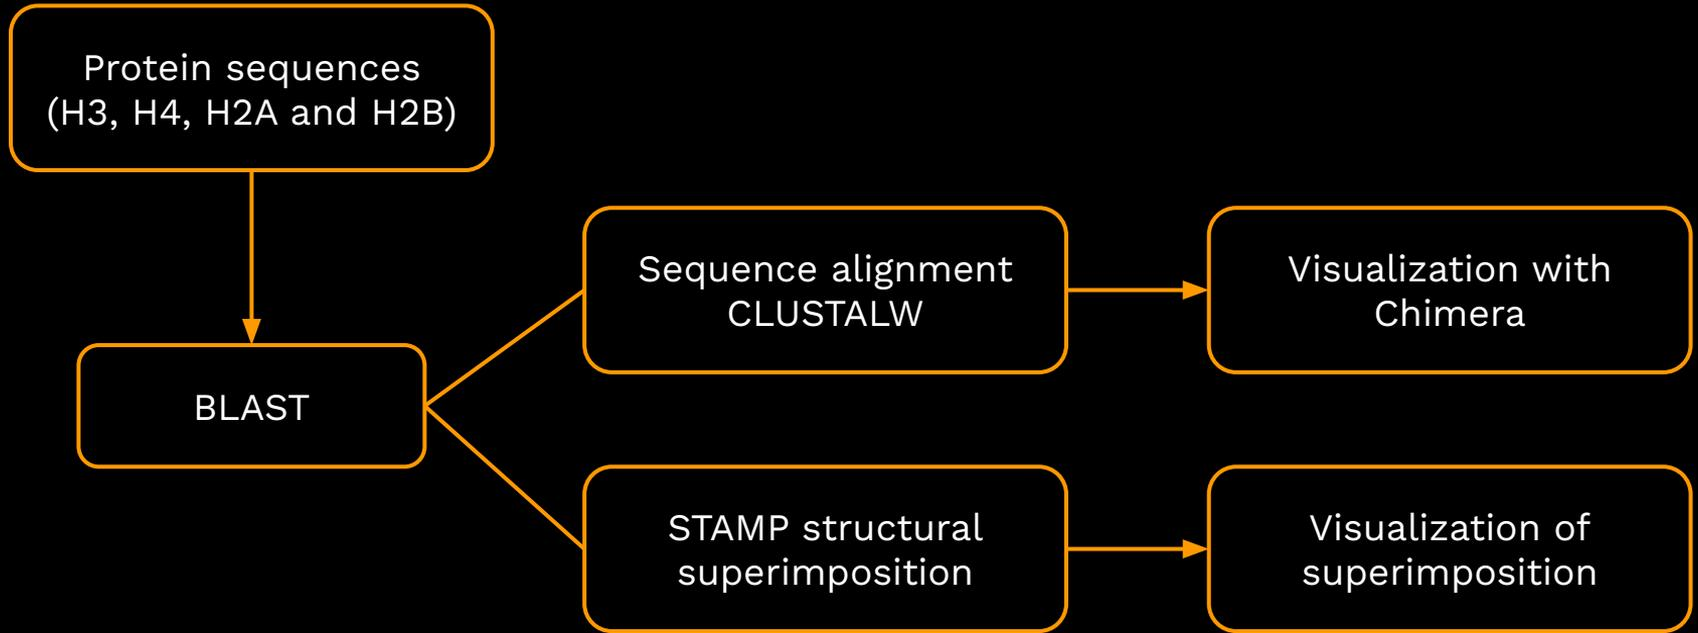 Protein sequences
(H3, H4, H2A and H2B)
BLAST
Sequence alignment
CLUSTALW
Visualization with
Chimera
STAMP structural
superimposition
Visualization of
superimposition